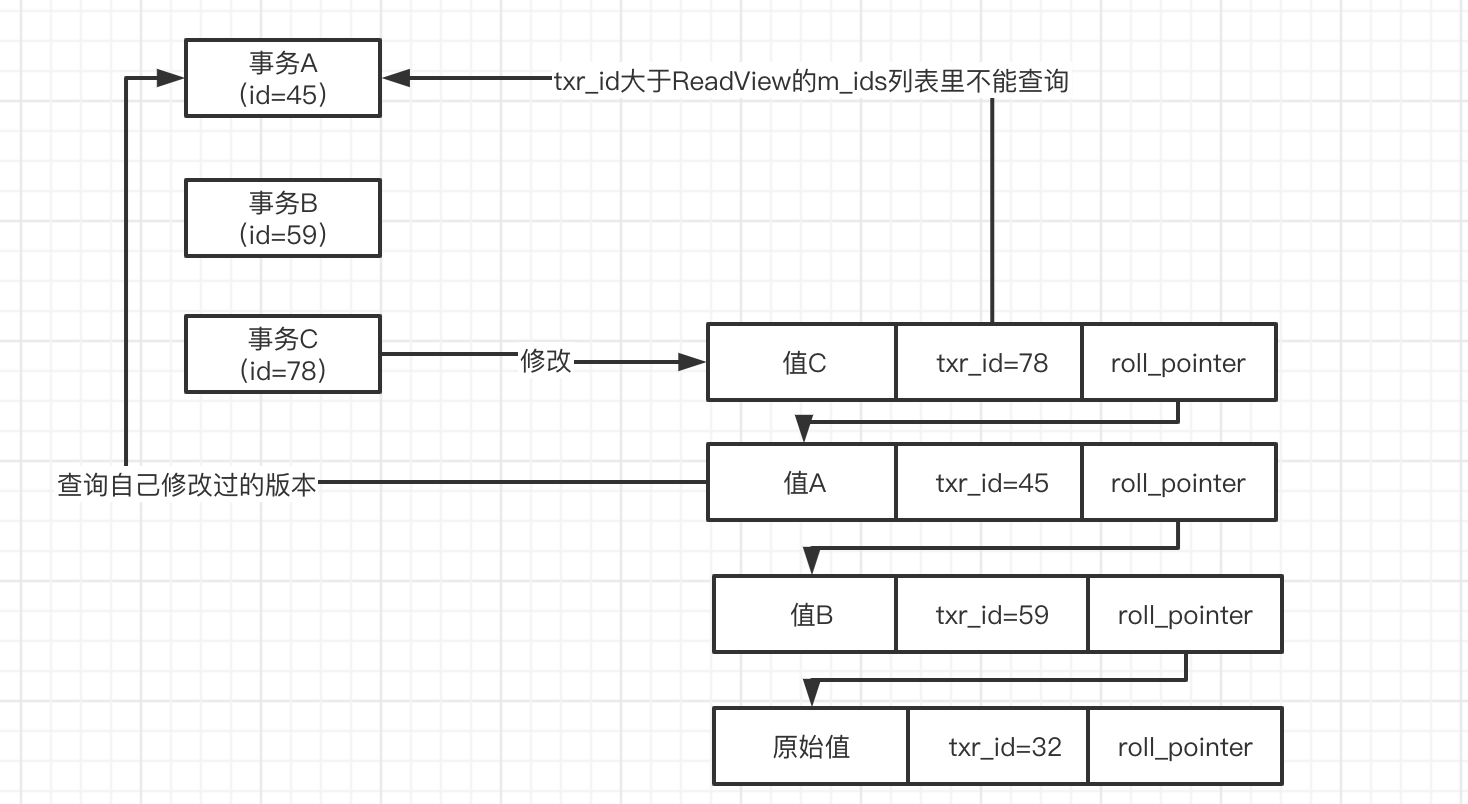 事务A
（id=45）
txr_id大于ReadView的m_ids列表里不能查询
事务B
（id=59）
事务C
（id=78）
修改
值C
txr_id=78
roll_pointer
查询自己修改过的版本
值A
txr_id=45
roll_pointer
值B
txr_id=59
roll_pointer
原始值
txr_id=32
roll_pointer